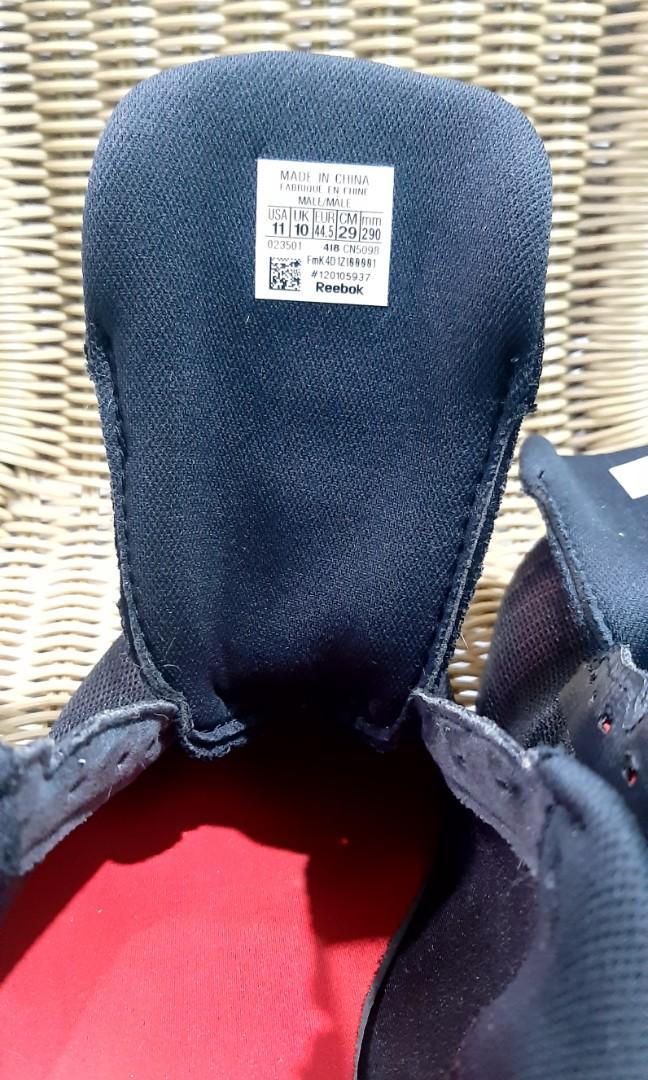 MADE IN CHINA
FABRIQUE EN CHINE
MALE/MALE
USA UK EUR CM mm
11 10 44.5 29 290
023501 418 CN5098
#120105937
Reebok